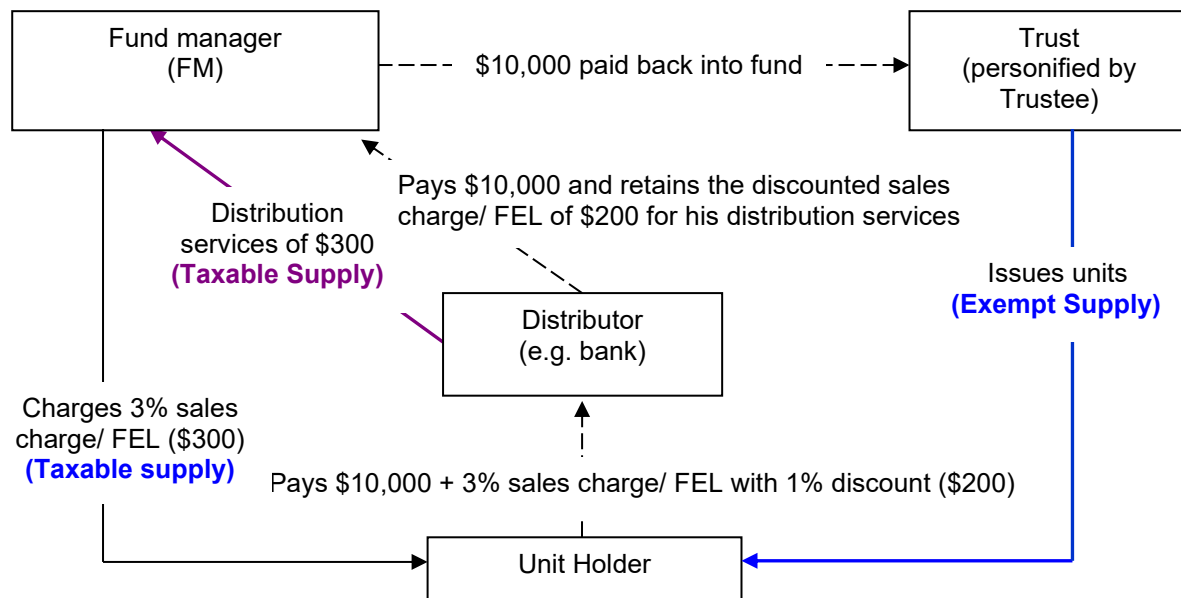 Fund manager
(FM)
$10,000 paid back into fund
Trust
(personified by
Trustee)
Pays $10,000 and retains the discounted sales
charge/ FEL of $200 for his distribution services
Distribution
services of $300
(Taxable Supply)
Issues units
(Exempt Supply)
Distributor
(e.g. bank)
Charges 3% sales
charge/ FEL ($300)
(Taxable supply)
Pays $10,000 + 3% sales charge/ FEL with 1% discount ($200)
Unit Holder